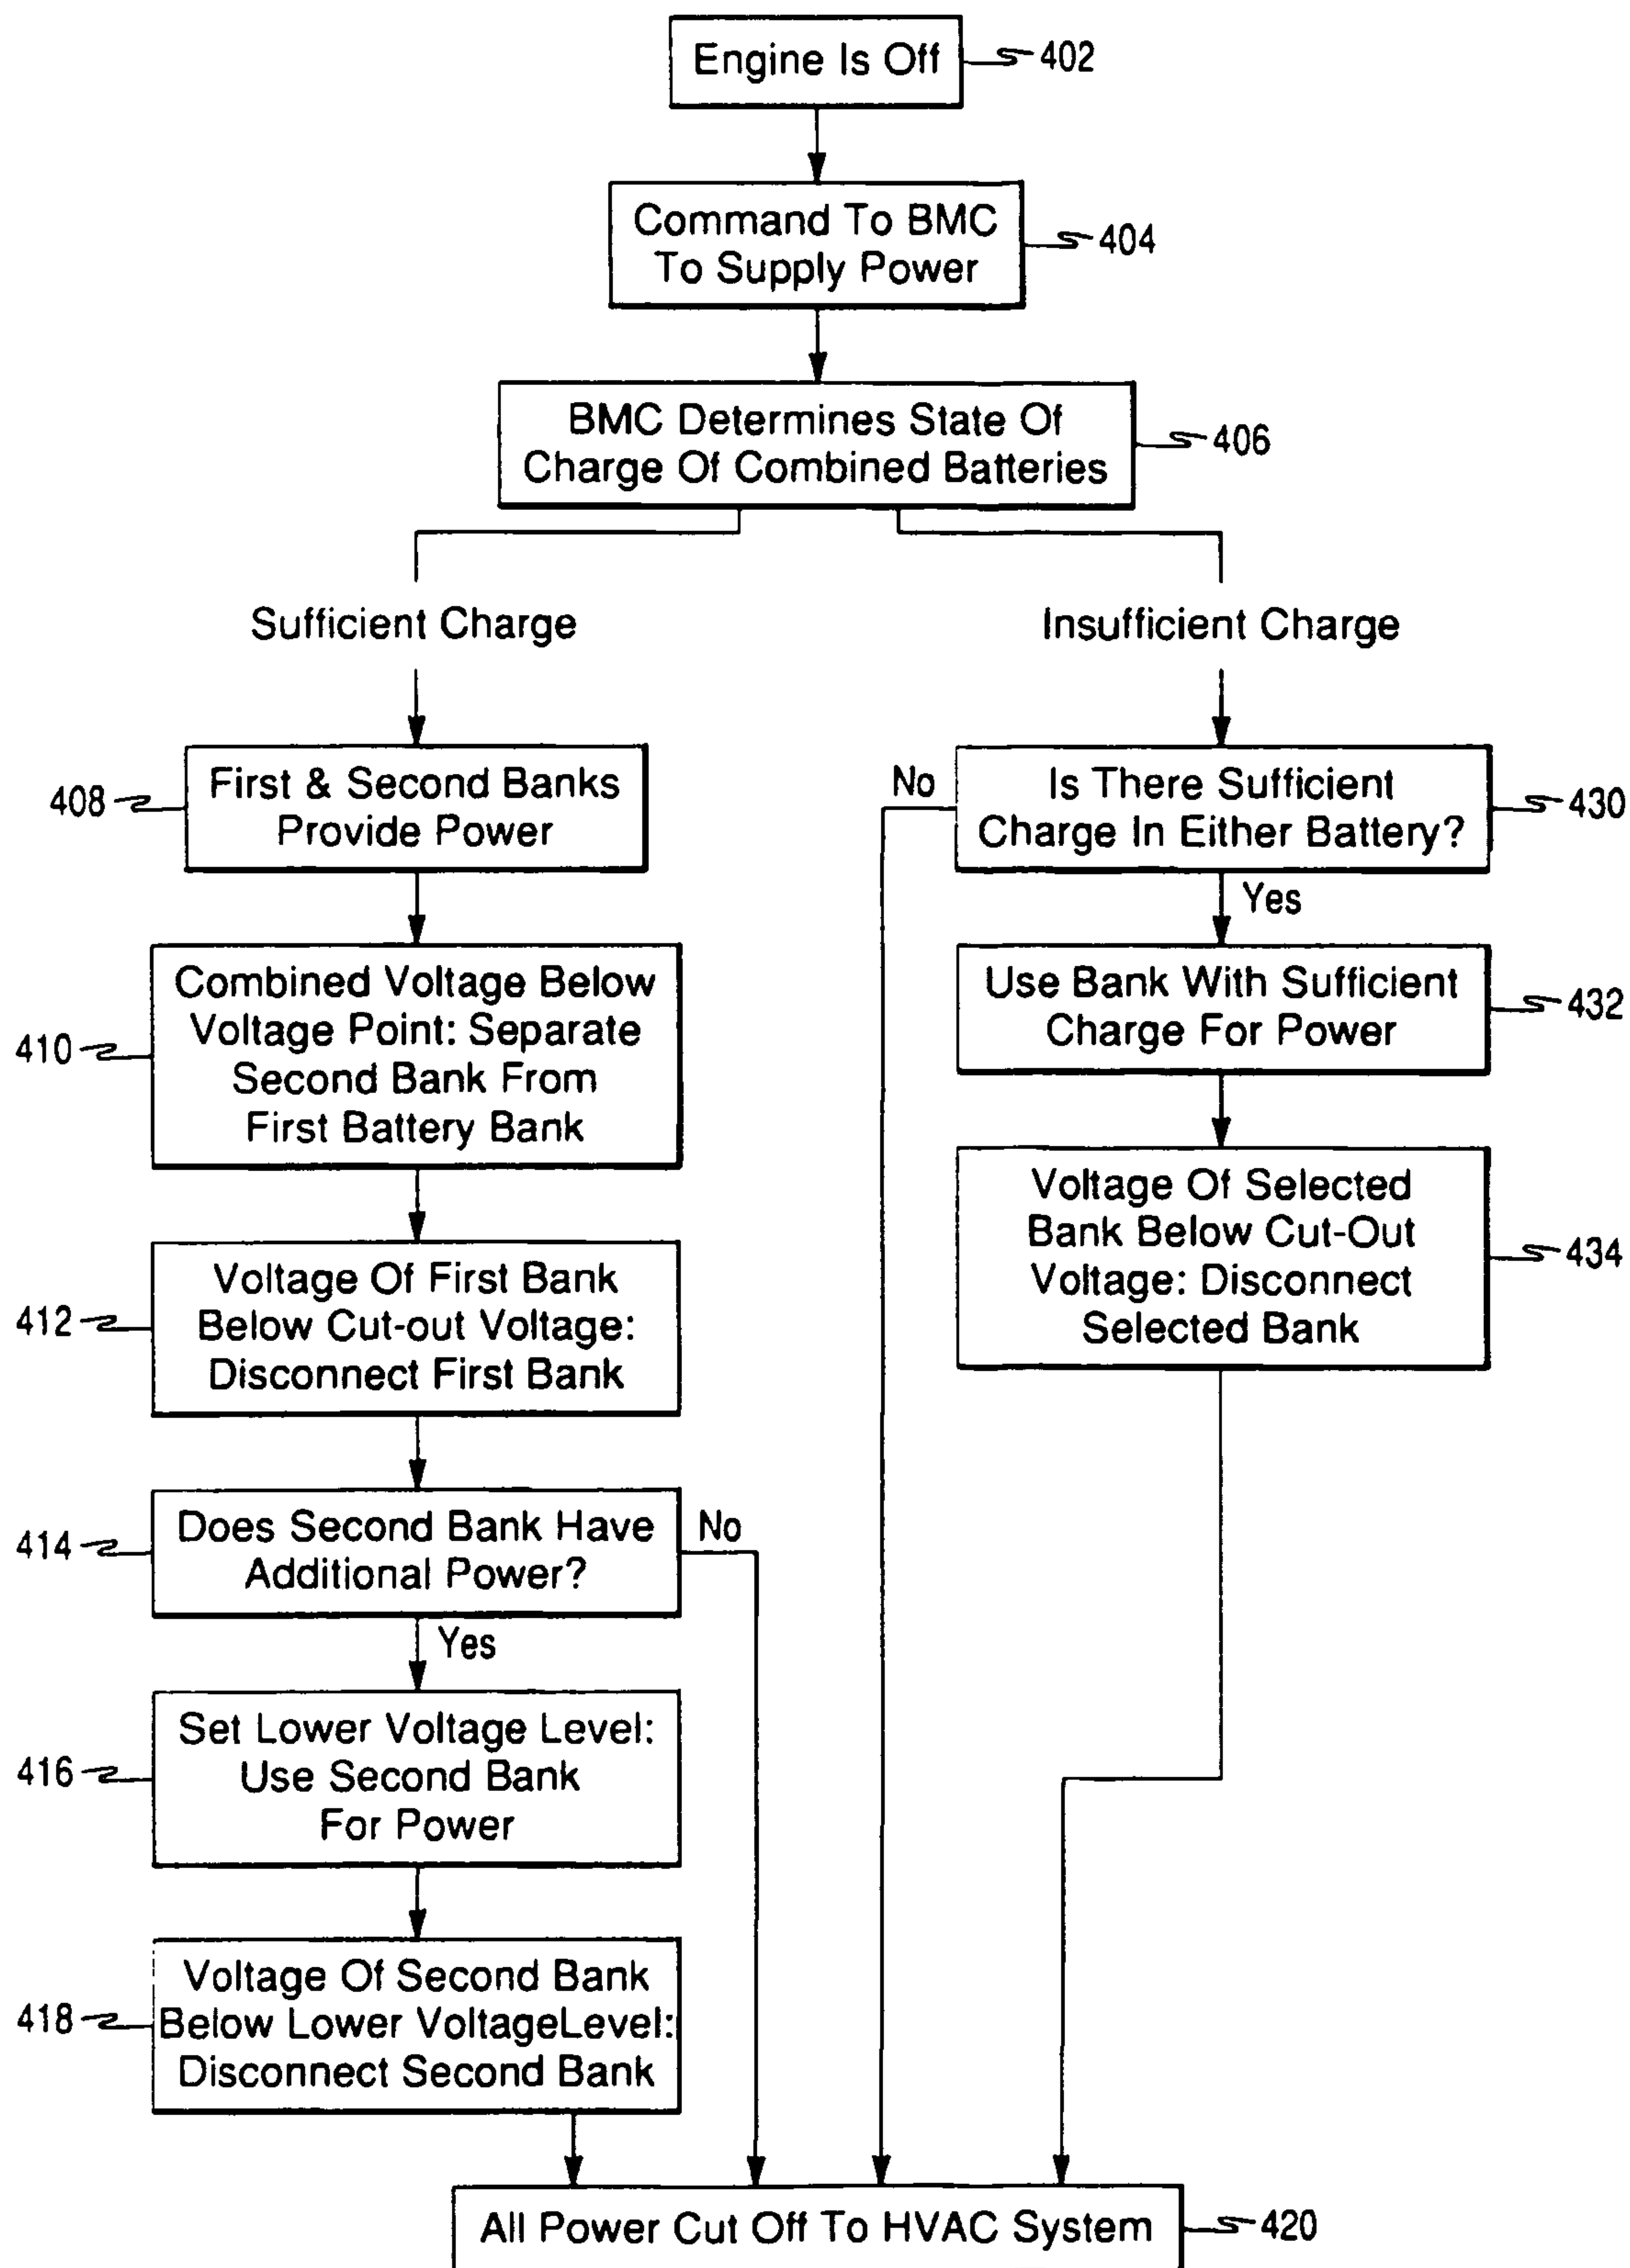 Engine Is Off
402
Command To BMC
To Supply Power
404
BMC Determines State Of
Charge Of Combined Batteries
406
Sufficient Charge
Insufficient Charge
408
First & Second Banks
Provide Power
No
Is There Sufficient
Charge In Either Battery?
430
Yes
410
Combined Voltage Below
Voltage Point: Separate
Second Bank From
First Battery Bank
Use Bank With Sufficient
Charge For Power
432
412
Voltage Of First Bank
Below Cut-out Voltage:
Disconnect First Bank
Voltage Of Selected
Bank Below Cut-Out
Voltage: Disconnect
Selected Bank
434
414
Does Second Bank Have
Additional Power?
No
Yes
416
Set Lower Voltage Level:
Use Second Bank
For Power
418
Voltage Of Second Bank
Below Lower VoltageLevel:
Disconnect Second Bank
All Power Cut Off To HVAC System
420